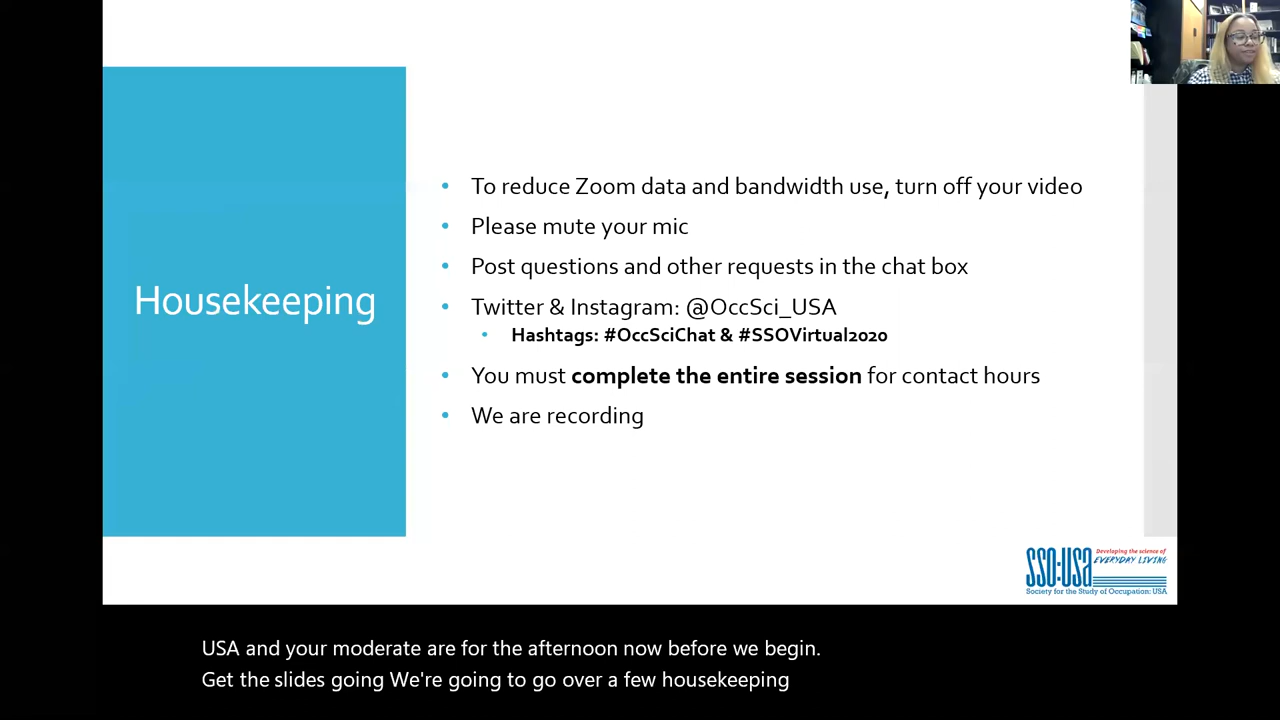 Housekeeping
To reduce Zoom data and bandwidth use, turn off your video
Please mute your mic
Post questions and other requests in the chat box
Twitter & Instagram: @OccSci_USA
Hashtags: #OccSciChat & #SSOVirtual2020
You must complete the entire session for contact hours
We are recording
SSO:USA Developing the science of
EVERYDAY LIVING
Society for the Study of Occupation: USA
USA and your moderate are for the afternoon now before we begin.
Get the slides going We're going to go over a few housekeeping